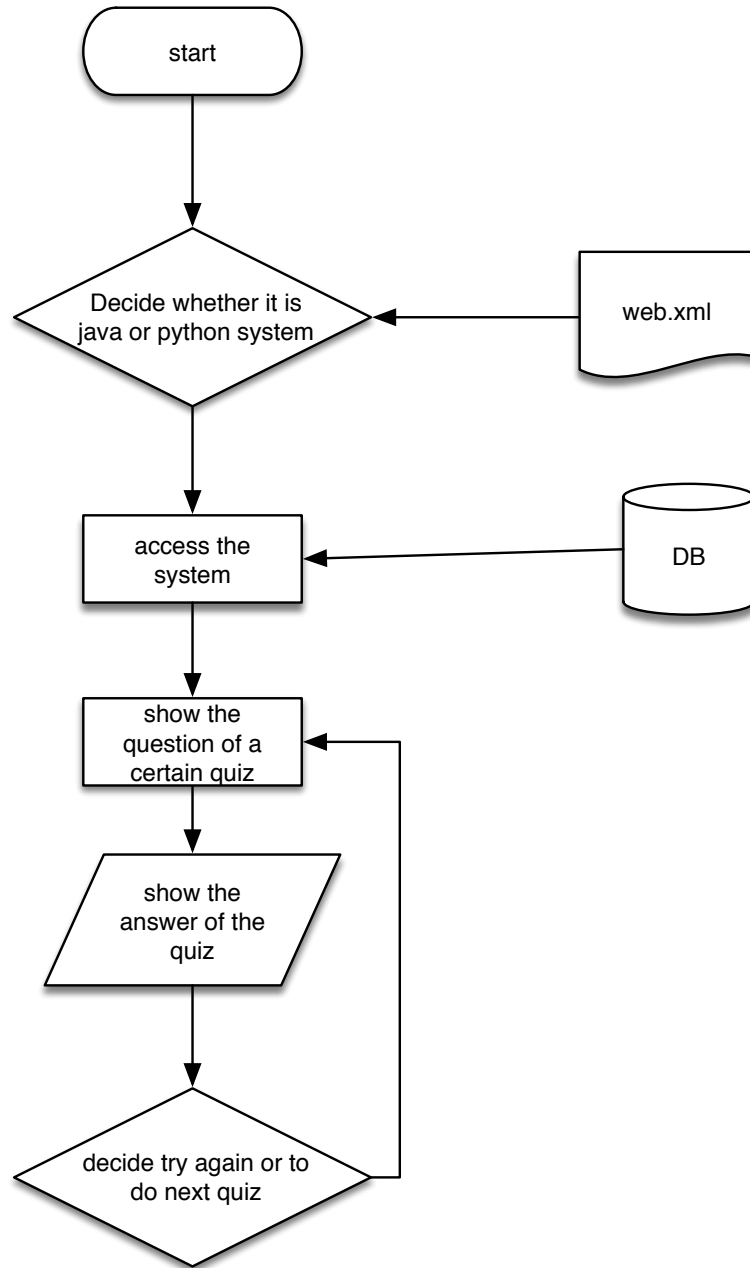 start
Decide whether it is
java or python system
web.xml
access the
system
DB
show the
question of a
certain quiz
show the
answer of the
quiz
decide try again or to
do next quiz